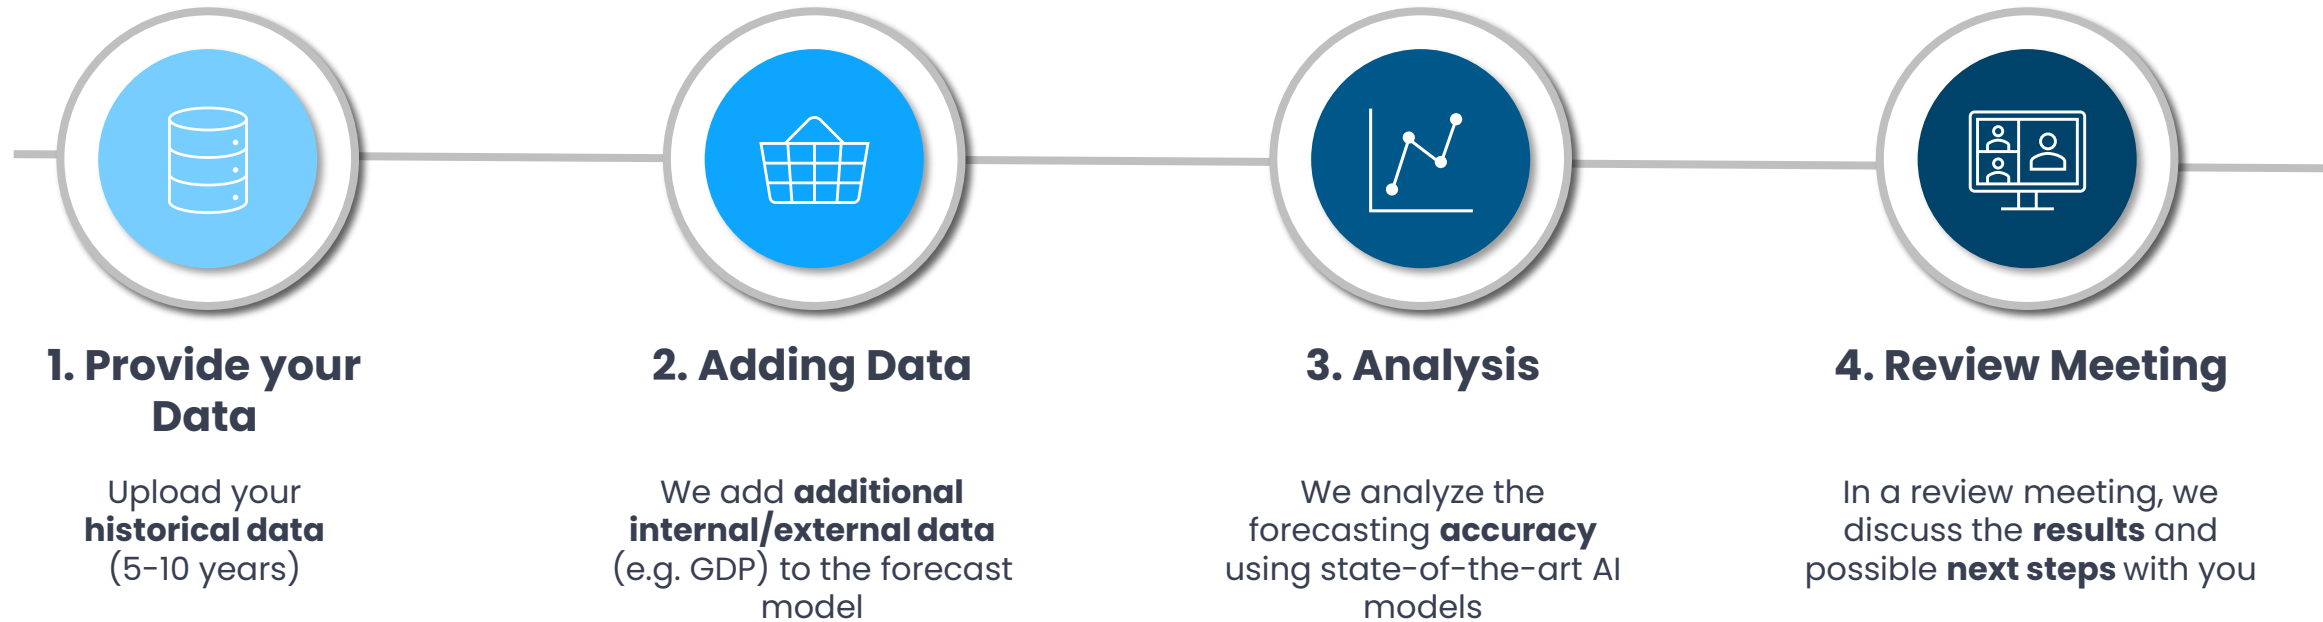 1. Provide your
Data
Upload your
historical data
(5-10 years)
2. Adding Data
We add additional
internal/external data
(e.g. GDP) to the forecast
model
3. Analysis
We analyze the
forecasting accuracy
using state-of-the-art AI
models
4. Review Meeting
In a review meeting, we
discuss the results and
possible next steps with you